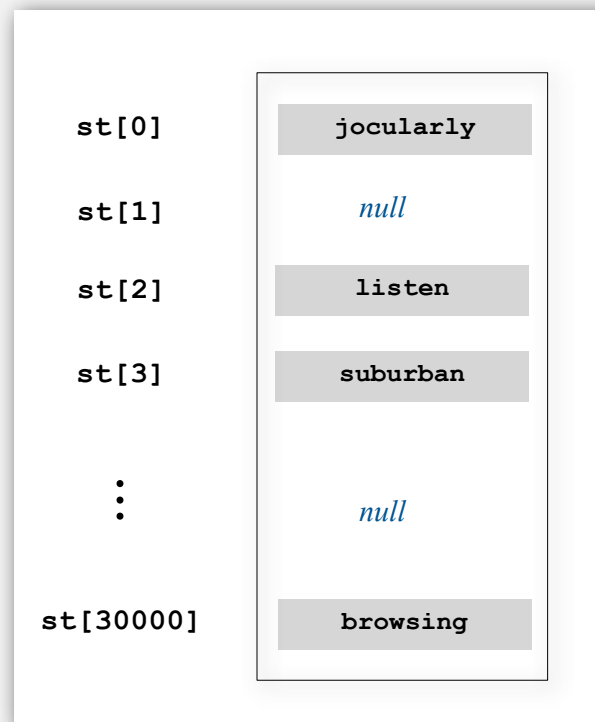 st[0] jocularly
st[1] null
st[2] listen
st[3] suburban
⋮ null
st[30000] browsing